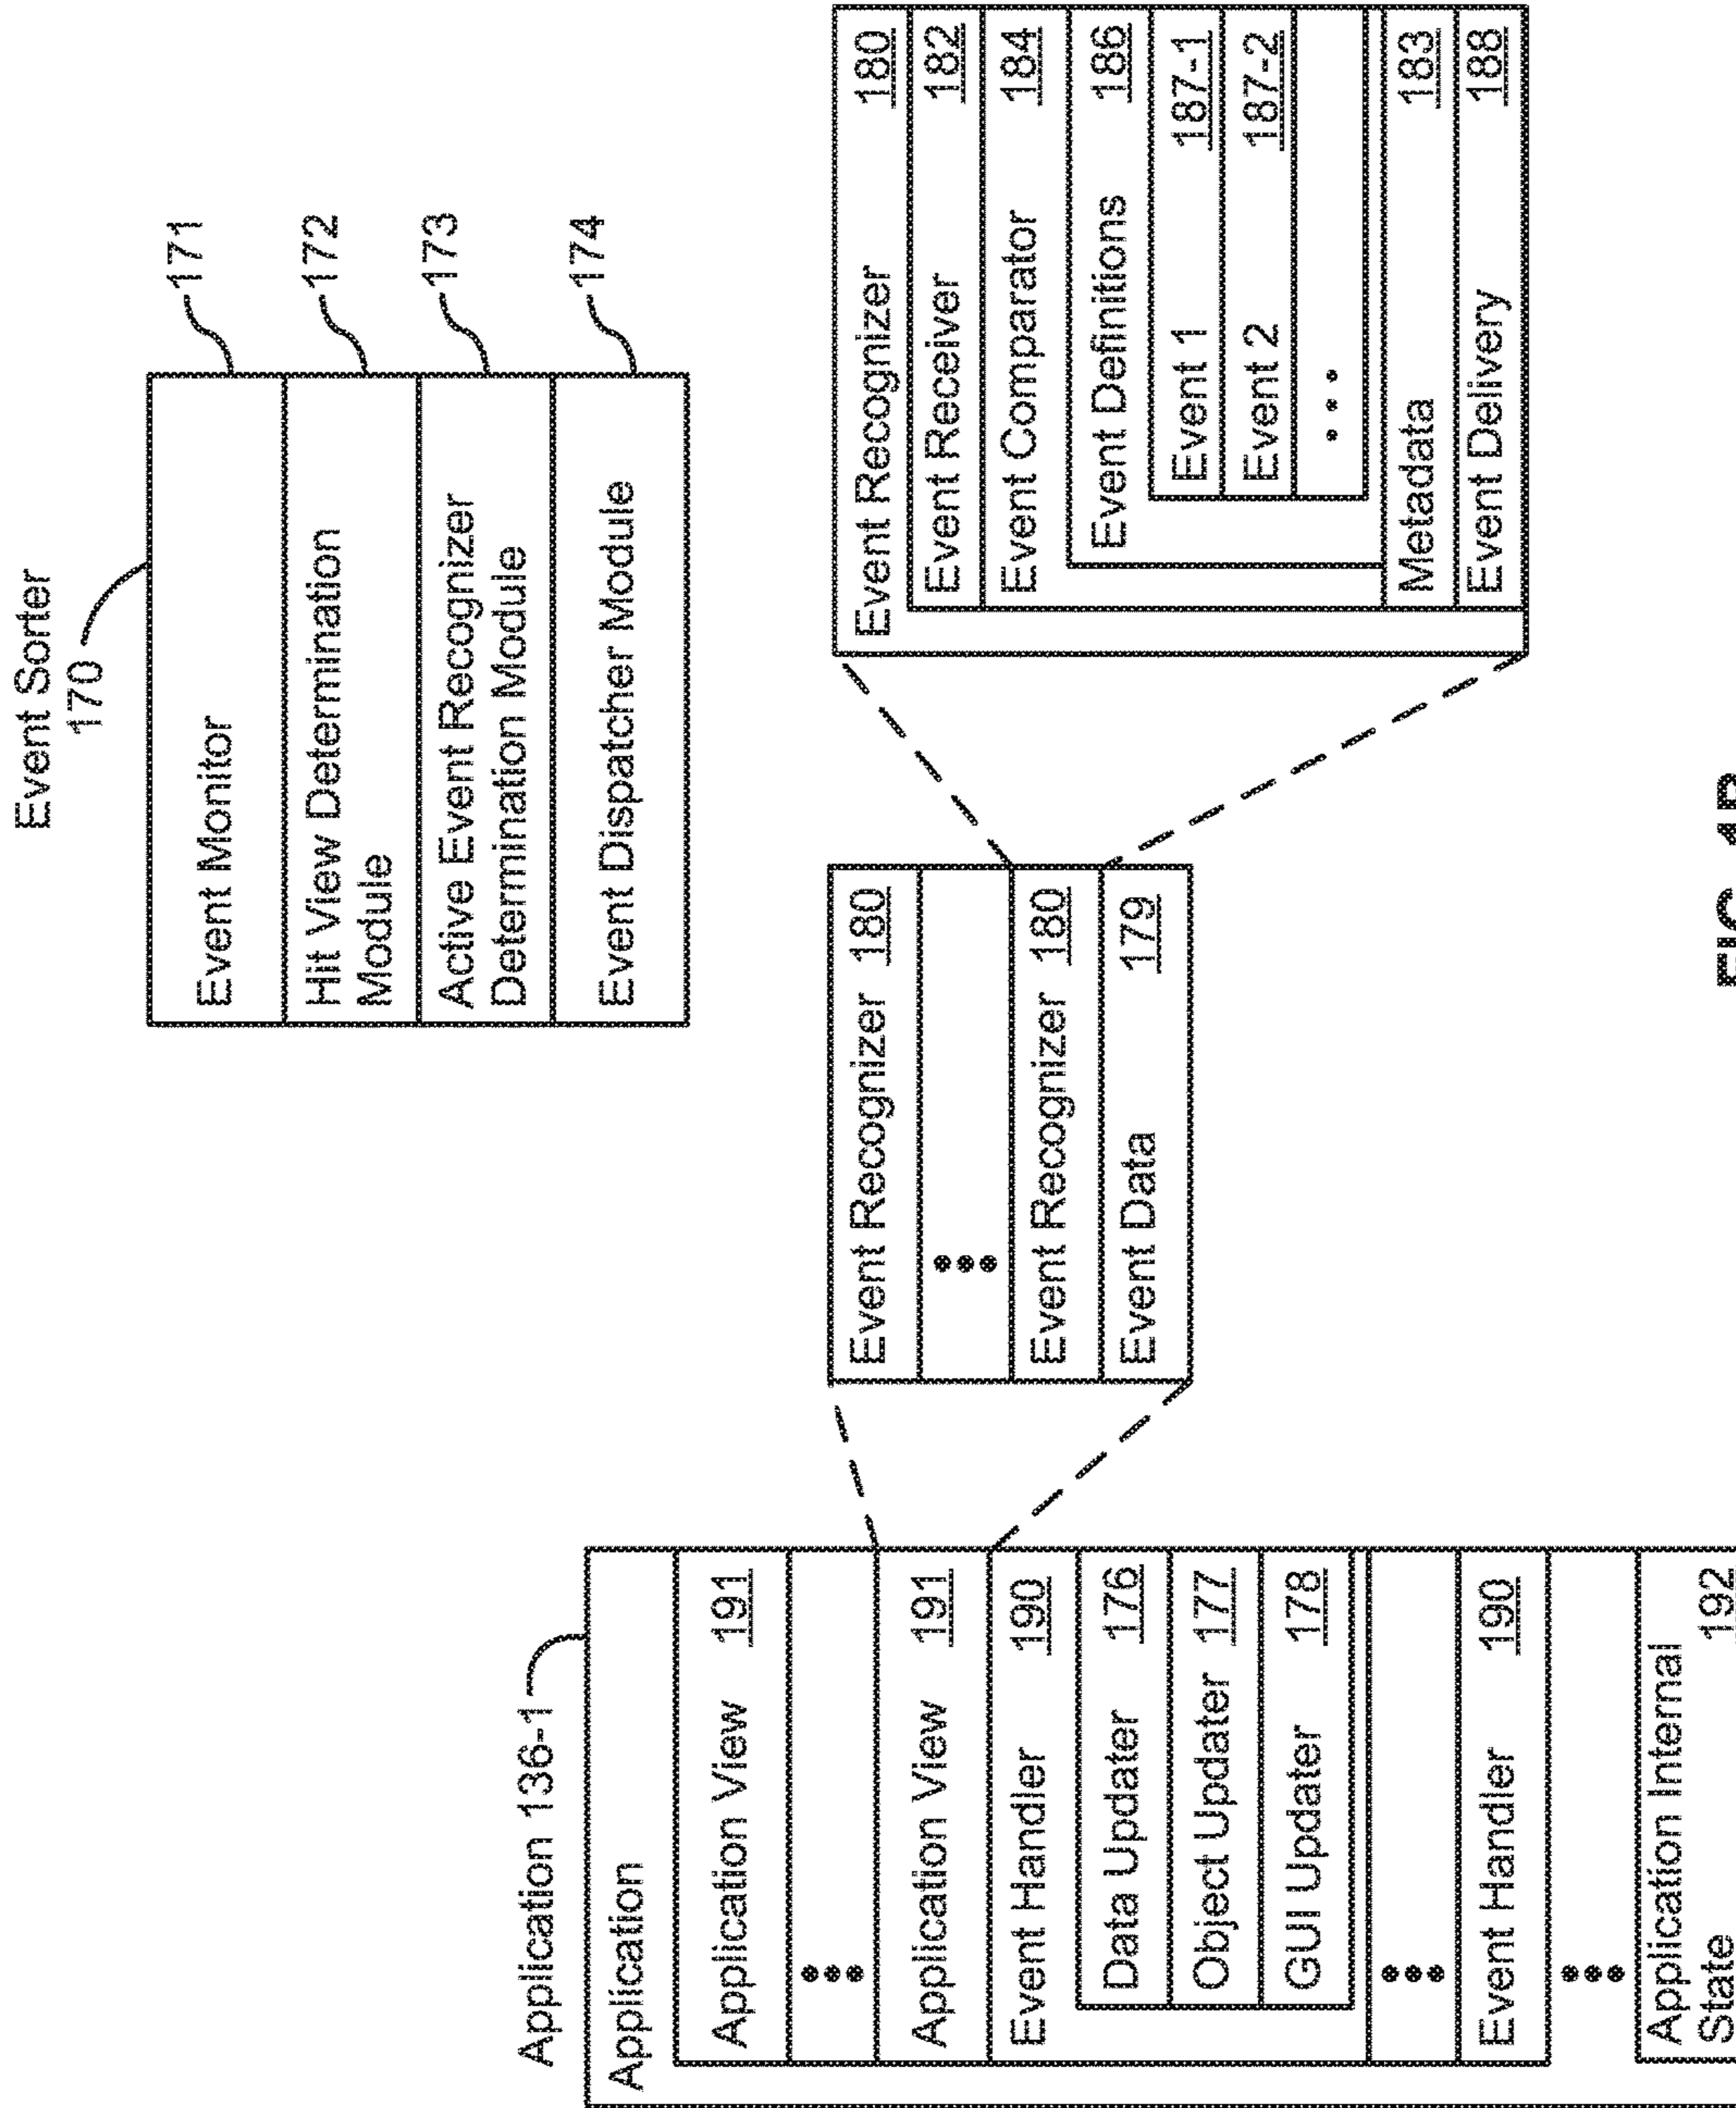 Event Sorter
170
Event Monitor
171
Hit View Determination
Module
172
Active Event Recognizer
Determination Module
173
Event Dispatcher Module
174
Application 136-1
Application
Application View 191
•••
Application View 191
Event Handler 190
Data Updater 176
Object Updater 177
GUI Updater 178
•••
Event Handler 190
•••
Application Internal
State 192
Event Recognizer 180
•••
Event Recognizer 180
Event Data 179
Event Recognizer 180
Event Receiver 182
Event Comparator 184
Event Definitions 186
Event 1 187-1
Event 2 187-2
•••
Metadata 183
Event Delivery 188
FIG. 1B